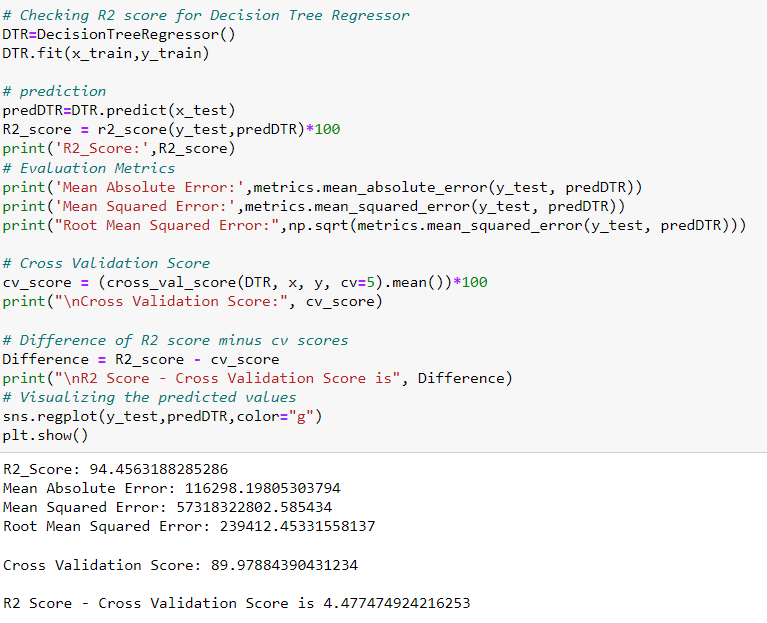 # Checking R2 score for Decision Tree Regressor
DTR=DecisionTreeRegressor()
DTR.fit(x_train,y_train)
# prediction
predDTR=DTR.predict(x_test)
R2_score = r2_score(y_test,predDTR)*100
print('R2_Score:',R2_score)
# Evaluation Metrics
print('Mean Absolute Error:',metrics.mean_absolute_error(y_test, predDTR))
print('Mean Squared Error:',metrics.mean_squared_error(y_test, predDTR))
print("Root Mean Squared Error:",np.sqrt(metrics.mean_squared_error(y_test, predDTR)))
# Cross Validation Score
cv_score = (cross_val_score(DTR, x, y, cv=5).mean())*100
print("\nCross Validation Score:", cv_score)
# Difference of R2 score minus cv scores
Difference = R2_score - cv_score
print("\nR2 Score - Cross Validation Score is", Difference)
# Visualizing the predicted values
sns.regplot(y_test,predDTR,color="g")
plt.show()
R2_Score: 94.4563188285286
Mean Absolute Error: 116298.19805303794
Mean Squared Error: 57318322802.585434
Root Mean Squared Error: 239412.45331558137
Cross Validation Score: 89.97884390431234
R2 Score - Cross Validation Score is 4.477474924216253